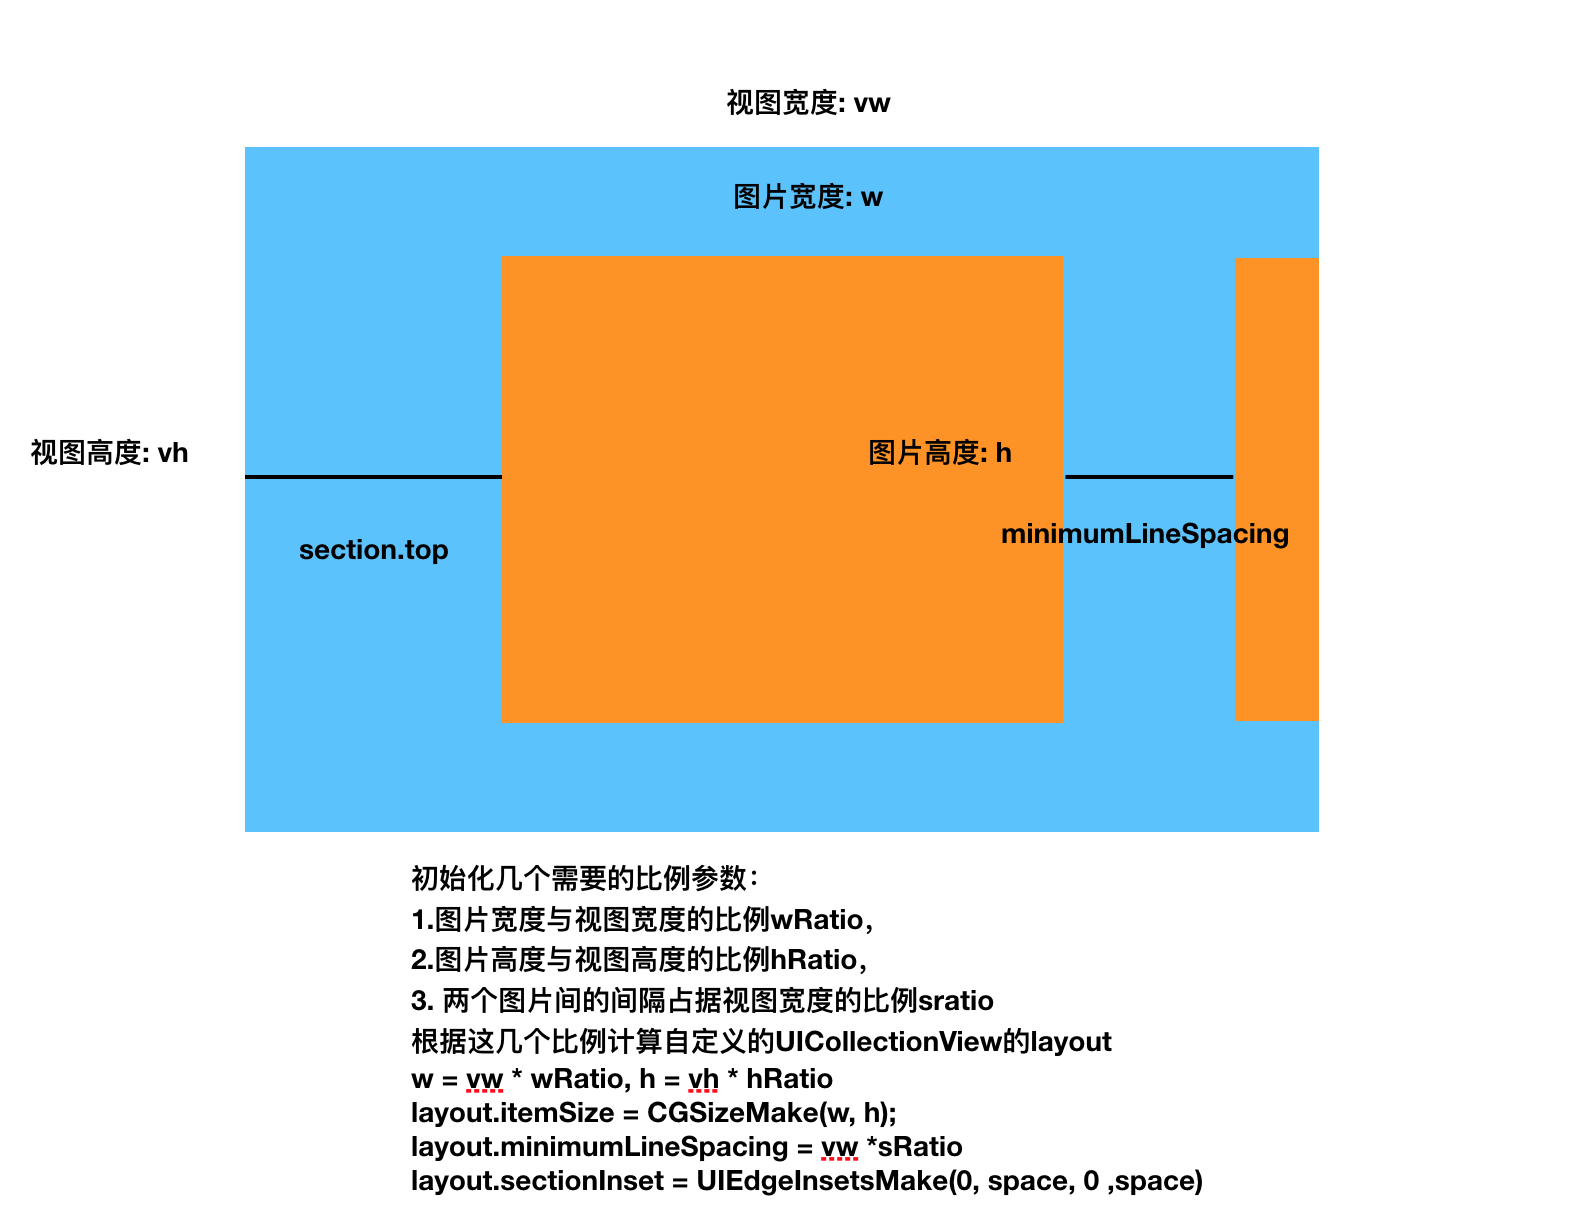 视图宽度: vw
图片宽度: w
视图高度: vh
图片高度: h
minimumLineSpacing
section.top
初始化几个需要的比例参数：
1.图片宽度与视图宽度的比例wRatio，
2.图片高度与视图高度的比例hRatio，
3. 两个图片间的间隔占据视图宽度的比例sratio
根据这几个比例计算自定义的UICollectionView的layout
w = vw * wRatio, h = vh * hRatio
layout.itemSize = CGSizeMake(w, h);
layout.minimumLineSpacing = vw *sRatio
layout.sectionInset = UIEdgeInsetsMake(0, space, 0 ,space)